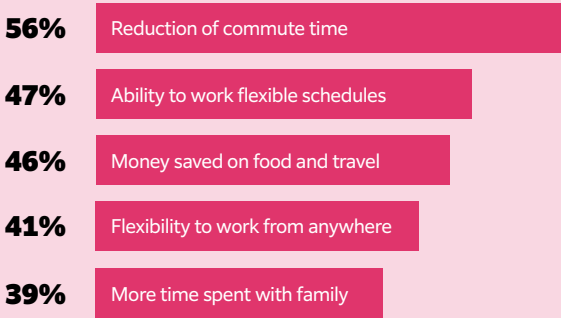 56% Reduction of commute time
47% Ability to work flexible schedules
46% Money saved on food and travel
41% Flexibility to work from anywhere
39% More time spent with family